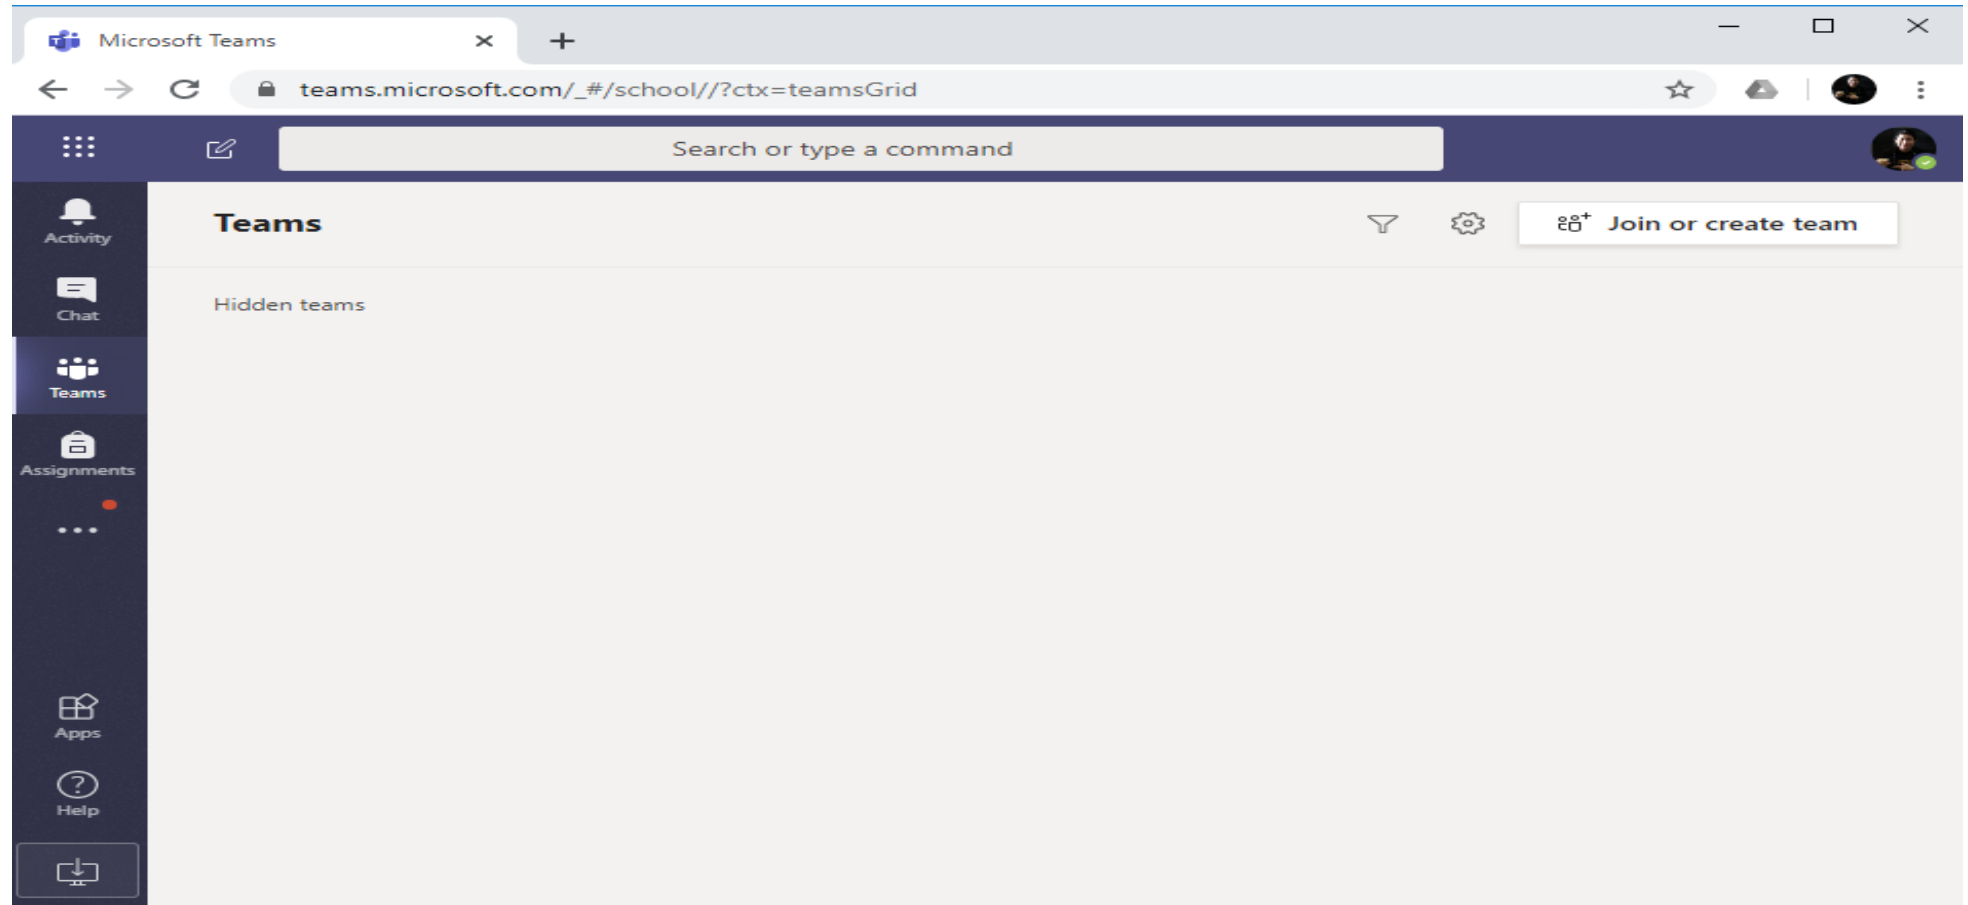 Microsoft Teams
teams.microsoft.com/_#/school//?ctx=teamsGrid
Search or type a command
Activity
Teams
Join or create team
Chat
Hidden teams
Teams
Assignments
Apps
Help